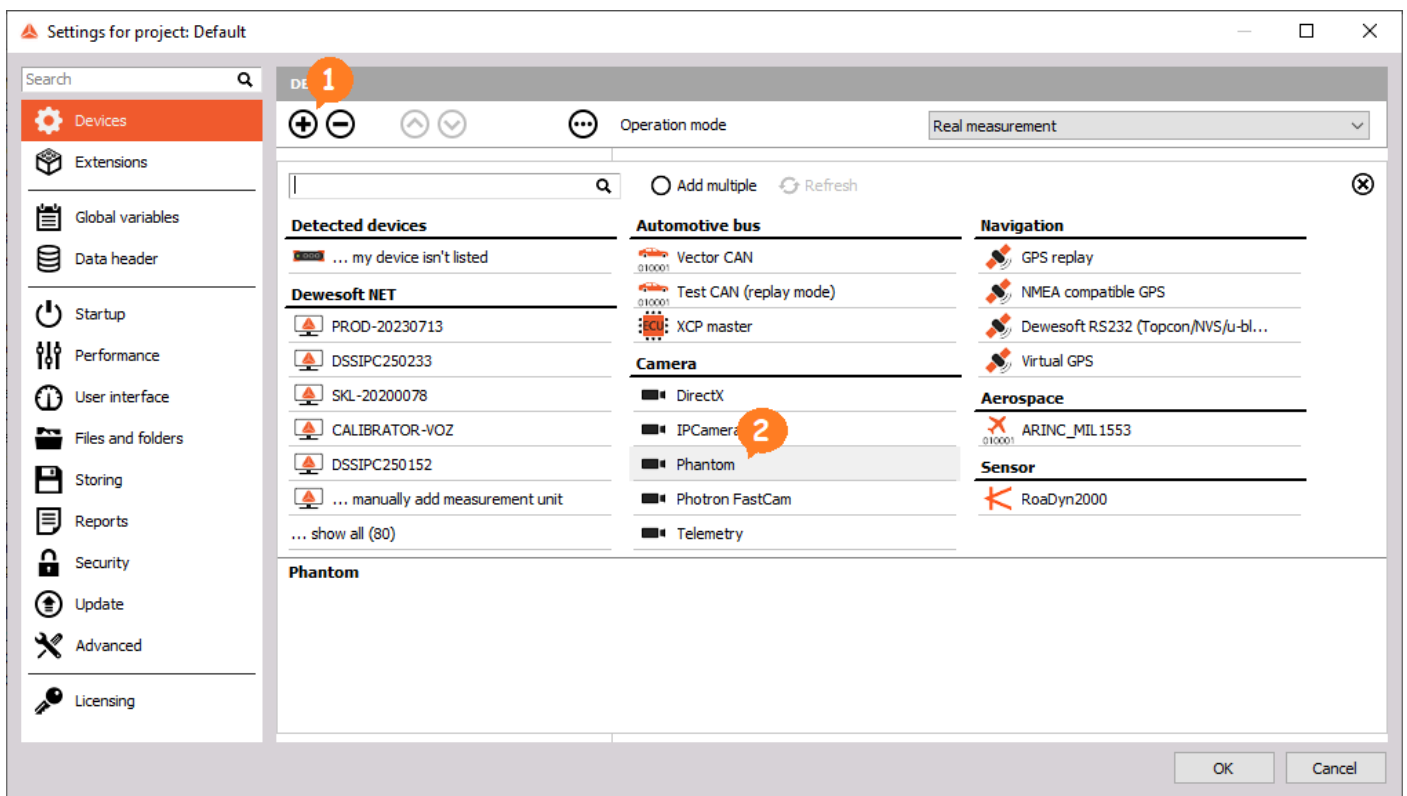 Settings for project: Default
Search
Devices
Extensions
Global variables
Data header
Startup
Performance
User interface
Files and folders
Storing
Reports
Security
Update
Advanced
Licensing
1
Operation mode
Real measurement
Add multiple
Refresh
Detected devices
... my device isn't listed
Dewesoft NET
PROD-20230713
DSSIPC250233
SKL-20200078
CALIBRATOR-VOZ
DSSIPC250152
... manually add measurement unit
... show all (80)
Automotive bus
010001
Vector CAN
010001
Test CAN (replay mode)
ECU
XCP master
Camera
DirectX
IPCamera
2
Phantom
Photron FastCam
Telemetry
Navigation
GPS replay
NMEA compatible GPS
Dewesoft RS232 (Topcon/NVS/u-bl...
Virtual GPS
Aerospace
010001
ARINC_MIL1553
Sensor
RoaDyn2000
Phantom
OK
Cancel